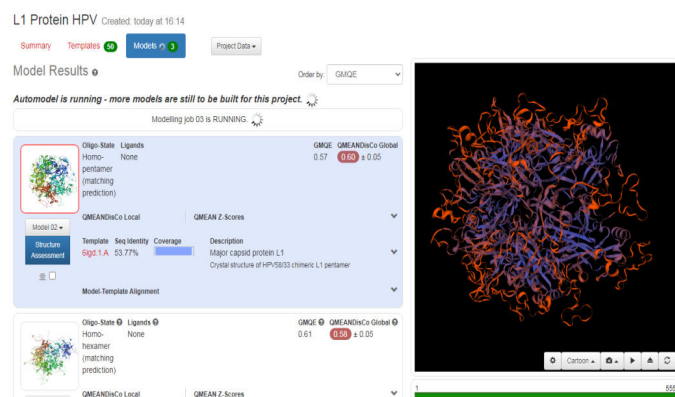 L1 Protein HPV Created: today at 16:14
Summary Templates 50 Models 3 Project Data
Model Results
Order by: GMQE
Automodel is running - more models are still to be built for this project.
Modelling job 03 is RUNNING.
Oligo-State Ligands GMQE QMEANDisCo Global
Homo- None 0.57 0.60 ± 0.05
pentamer
(matching
prediction)
Model 02
QMEANDisCo Local QMEAN Z-Scores
Structure
Assessment
Template Seq Identity Coverage Description
6igd.1.A 53.77% Major capsid protein L1
Crystal structure of HPV58/33 chimeric L1 pentamer
Model-Template Alignment
Oligo-State Ligands GMQE QMEANDisCo Global
Homo- None 0.61 0.58 ± 0.05
hexamer
(matching
prediction)
QMEANDisCo Local QMEAN Z-Scores
Cartoon
1 555